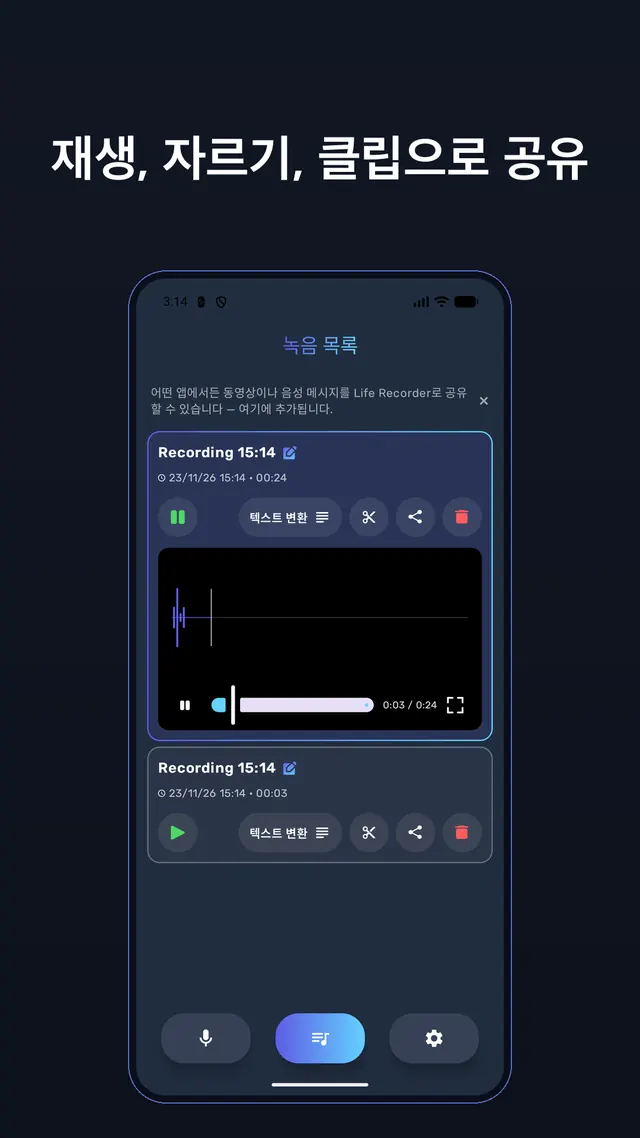 재생, 자르기, 클립으로 공유
3:14
녹음 목록
어떤 앱에서든 동영상이나 음성 메시지를 Life Recorder로 공유
할 수 있습니다 — 여기에 추가됩니다.
Recording 15:14
23/11/26 15:14 • 00:24
텍스트 변환
0:03 / 0:24
Recording 15:14
23/11/26 15:14 • 00:03
텍스트 변환